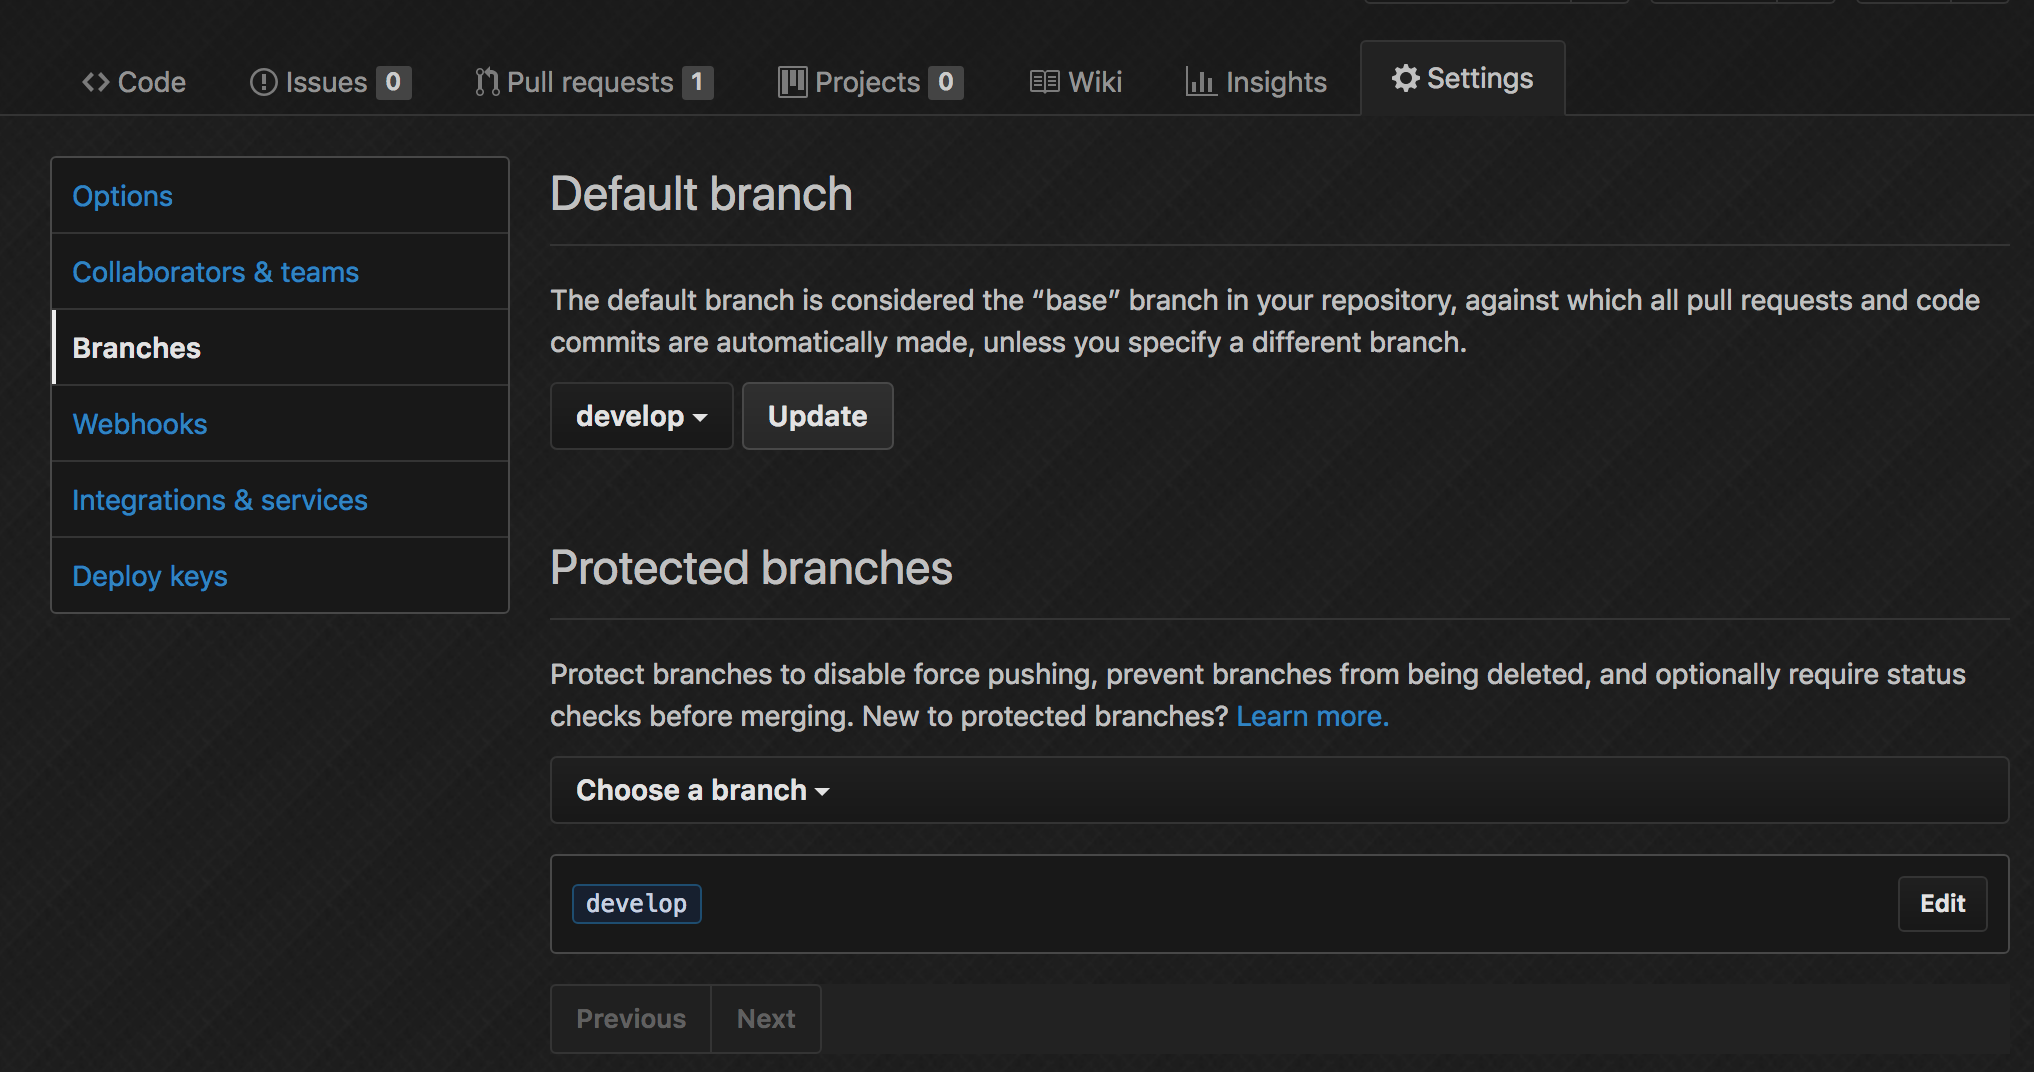 Code Issues 0 Pull requests 1 Projects 0 Wiki Insights Settings
Options
Collaborators & teams
Branches
Webhooks
Integrations & services
Deploy keys
Default branch
The default branch is considered the “base” branch in your repository, against which all pull requests and code
commits are automatically made, unless you specify a different branch.
develop Update
Protected branches
Protect branches to disable force pushing, prevent branches from being deleted, and optionally require status
checks before merging. New to protected branches? Learn more.
Choose a branch
develop Edit
Previous Next